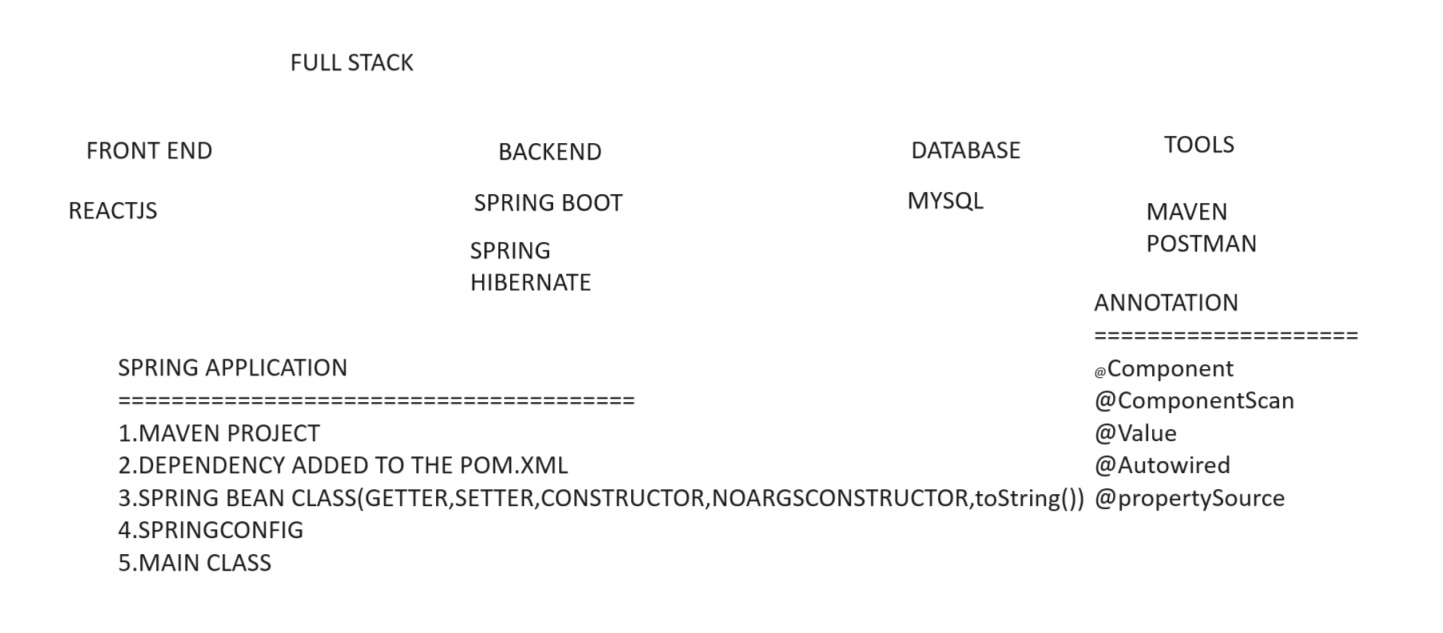 FULL STACK
FRONT END
BACKEND
DATABASE
TOOLS
REACTJS
SPRING BOOT
SPRING
HIBERNATE
MYSQL
MAVEN
POSTMAN
ANNOTATION
====================
@Component
@ComponentScan
@Value
@Autowired
@propertySource
SPRING APPLICATION
=======================================
1.MAVEN PROJECT
2.DEPENDENCY ADDED TO THE POM.XML
3.SPRING BEAN CLASS(GETTER,SETTER,CONSTRUCTOR,NOARGSCONSTRUCTOR,toString())
4.SPRINGCONFIG
5.MAIN CLASS